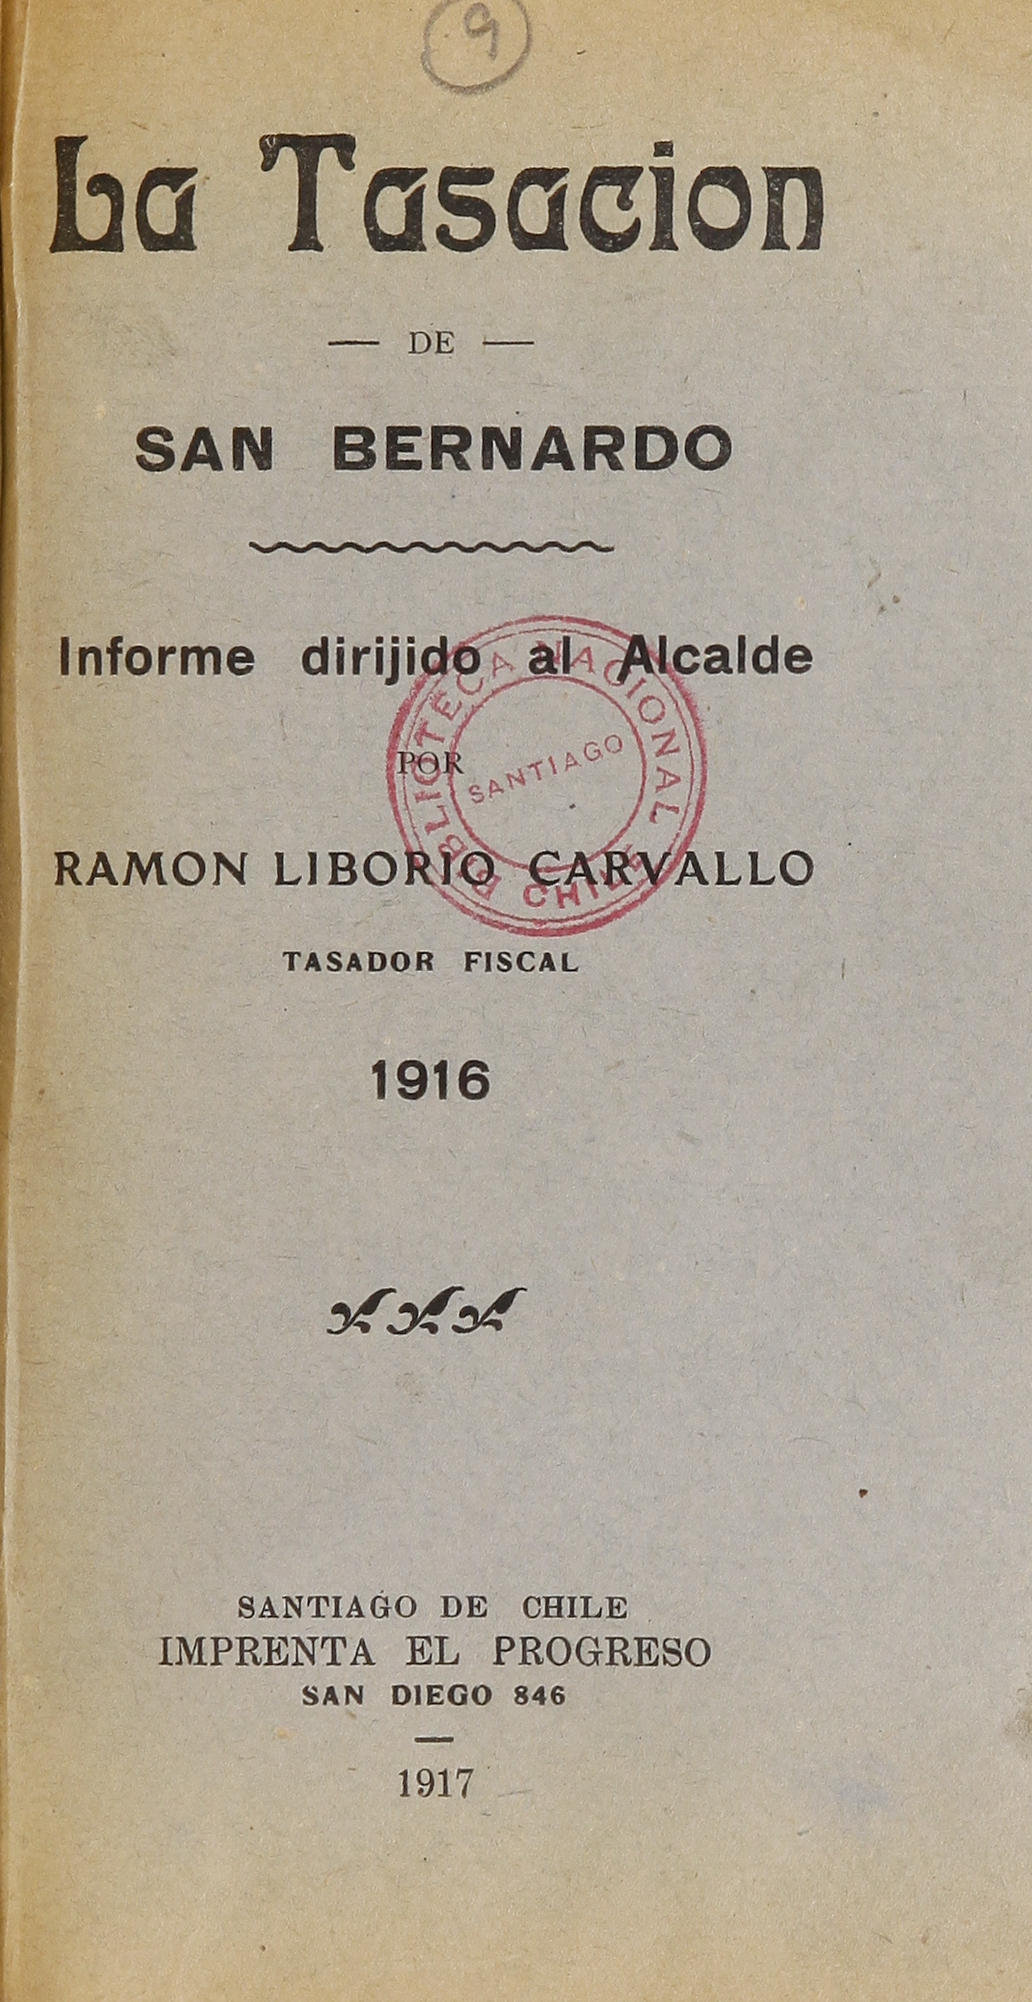 9
La Tasacion
— DE —
SAN BERNARDO
Informe dirijido al Alcalde
POR
RAMON LIBORIO CARVALLO
TASADOR FISCAL
1916
BIBLIOTECA NACIONAL
SANTIAGO
CHILE
SANTIAGO DE CHILE
IMPRENTA EL PROGRESO
SAN DIEGO 846
1917